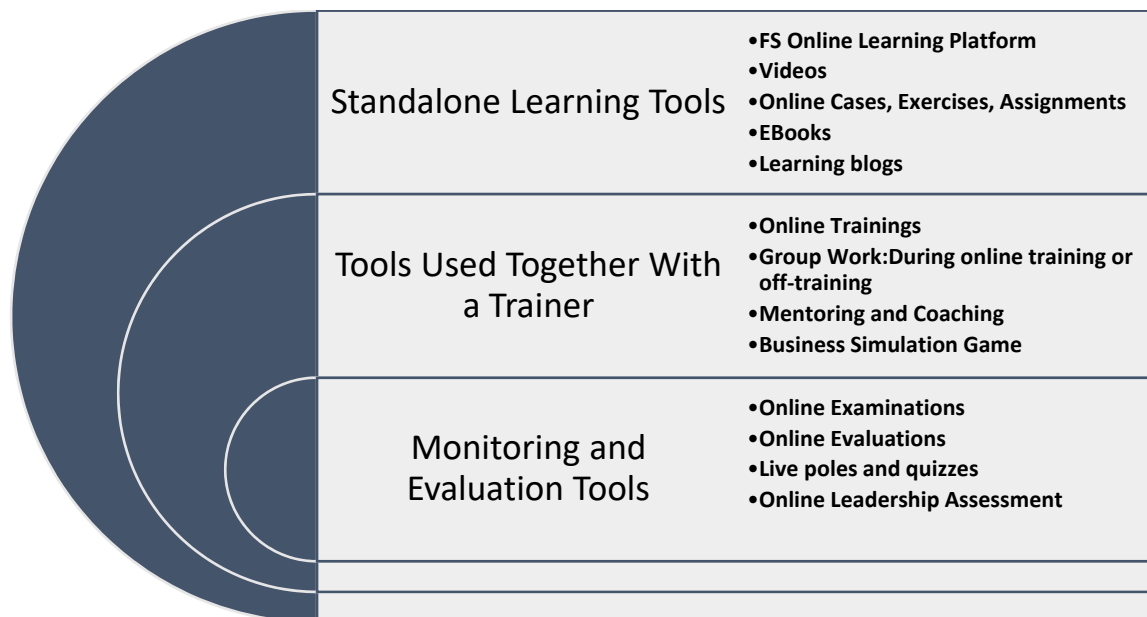 Standalone Learning Tools
•FS Online Learning Platform
•Videos
•Online Cases, Exercises, Assignments
•EBooks
•Learning blogs
Tools Used Together With
a Trainer
•Online Trainings
•Group Work:During online training or
off-training
•Mentoring and Coaching
•Business Simulation Game
Monitoring and
Evaluation Tools
•Online Examinations
•Online Evaluations
•Live poles and quizzes
•Online Leadership Assessment